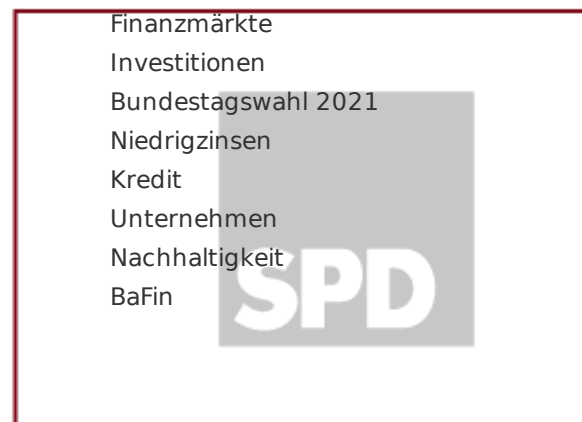 Finanzmärkte
Investitionen
Bundestagswahl 2021
Niedrigzinsen
Kredit
Unternehmen
Nachhaltigkeit
BaFin
SPD